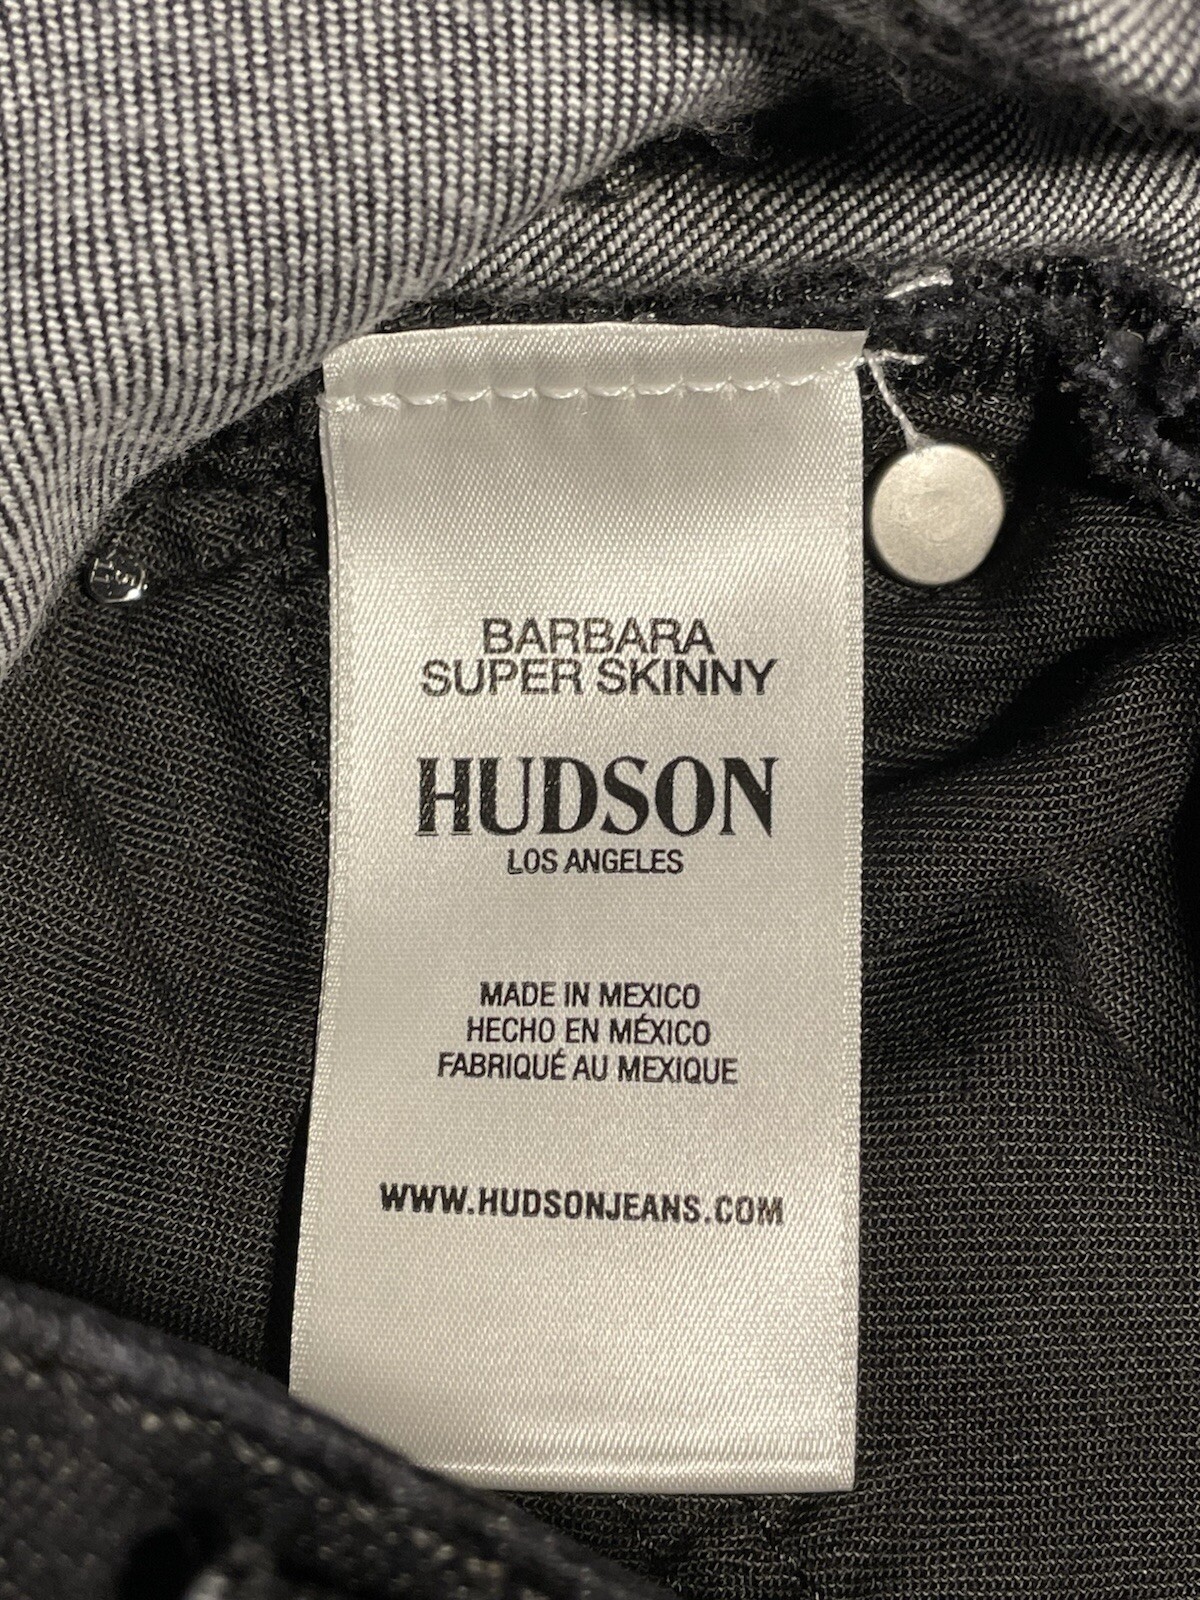 BARBARA
SUPER SKINNY
HUDSON
LOS ANGELES
MADE IN MEXICO
HECHO EN MÉXICO
FABRIQUÉ AU MEXIQUE
WWW.HUDSONJEANS.COM